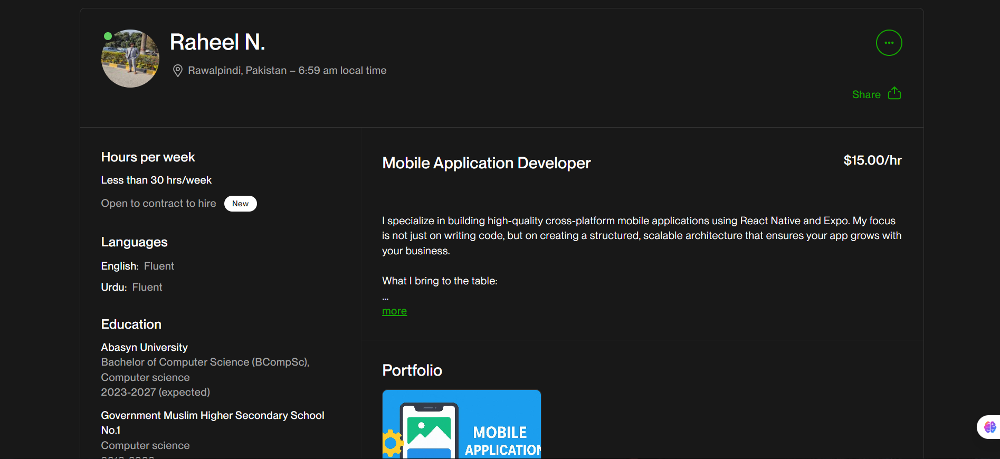 Raheel N.
Rawalpindi, Pakistan – 6:59 am local time
Share
Hours per week
Less than 30 hrs/week
Open to contract to hire New
Languages
English: Fluent
Urdu: Fluent
Education
Abasyn University
Bachelor of Computer Science (BCompSc),
Computer science
2023-2027 (expected)
Government Muslim Higher Secondary School
No.1
Computer science
Mobile Application Developer
$15.00/hr
I specialize in building high-quality cross-platform mobile applications using React Native and Expo. My focus
is not just on writing code, but on creating a structured, scalable architecture that ensures your app grows with
your business.
What I bring to the table:
...
more
Portfolio
MOBILE
APPLICATION